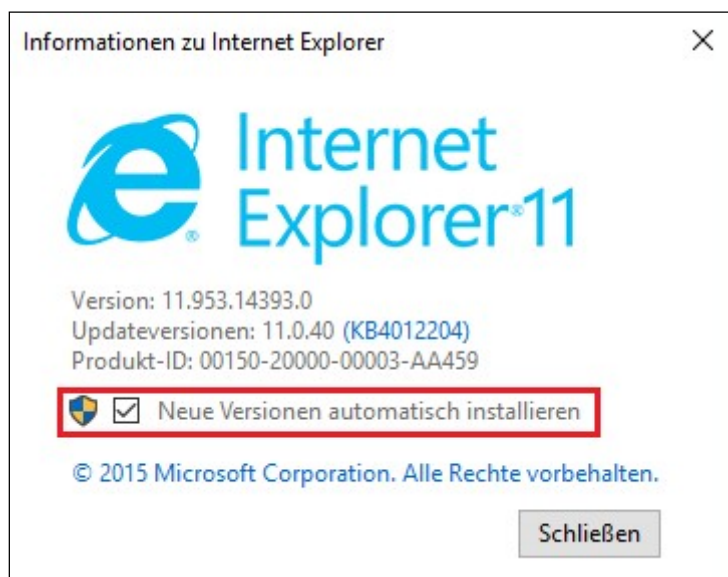 Informationen zu Internet Explorer
Internet
Explorer®11
Version: 11.953.14393.0
Updateversionen: 11.0.40 (KB4012204)
Produkt-ID: 00150-20000-00003-AA459
Neue Versionen automatisch installieren
© 2015 Microsoft Corporation. Alle Rechte vorbehalten.
Schließen